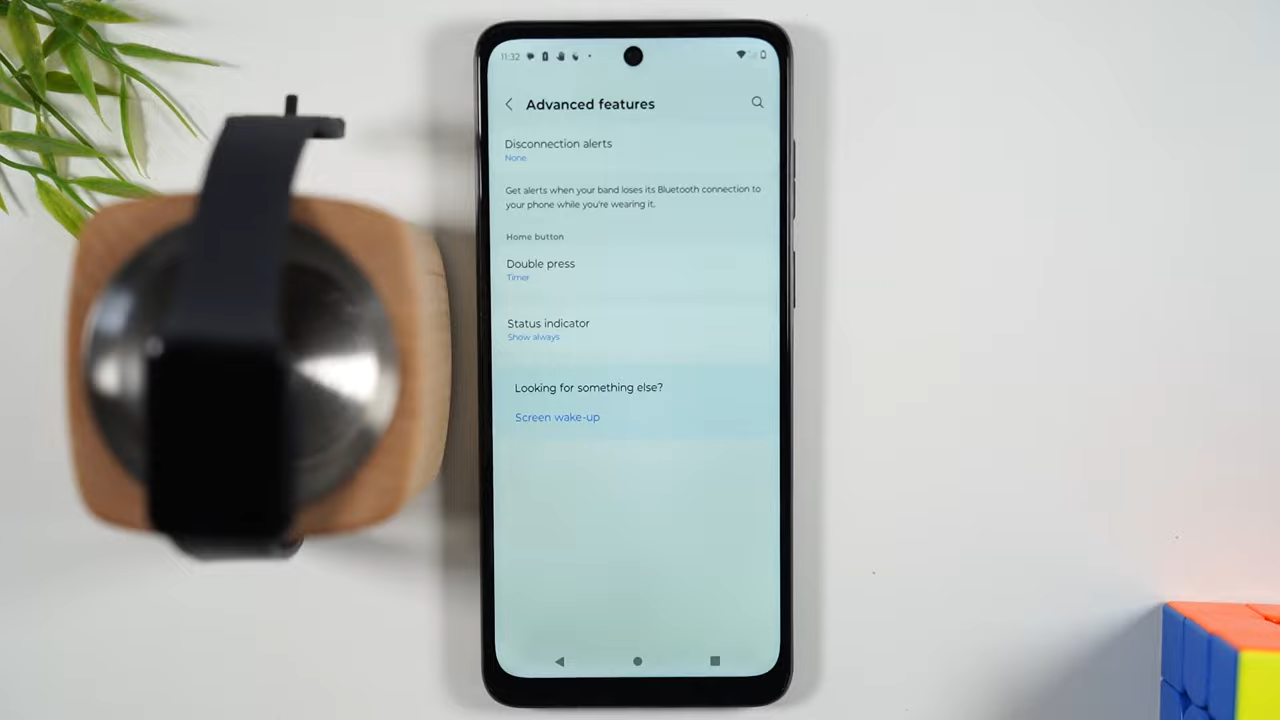 11:32
Advanced features
Disconnection alerts
None
Get alerts when your band loses its Bluetooth connection to
your phone while you're wearing it.
Home button
Double press
Timer
Status indicator
Show always
Looking for something else?
Screen wake-up